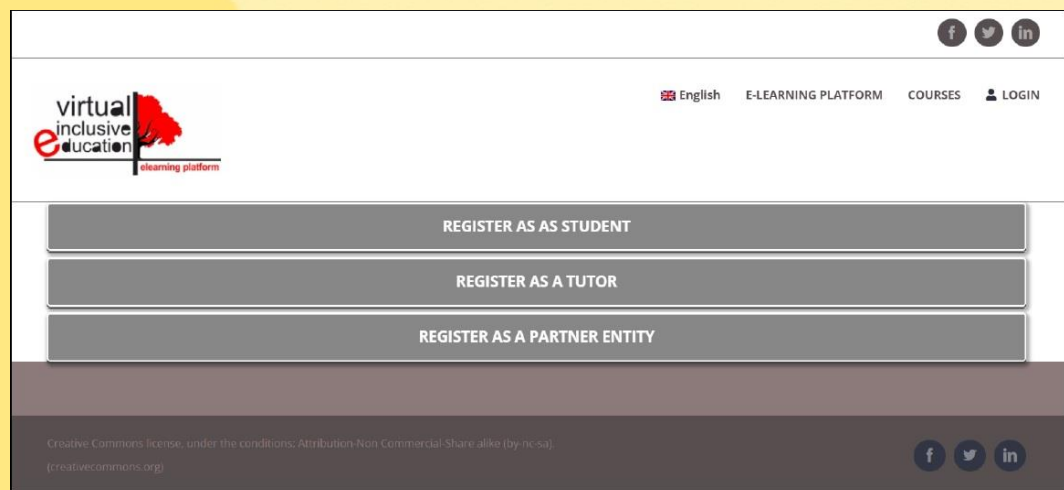 English E-LEARNING PLATFORM COURSES LOGIN
virtual
inclusive
education
elearning platform
REGISTER AS AS STUDENT
REGISTER AS A TUTOR
REGISTER AS A PARTNER ENTITY
Creative Commons license, under the conditions: Attribution-Non Commercial-Share alike (by-nc-sa).
(creativecommons.org)